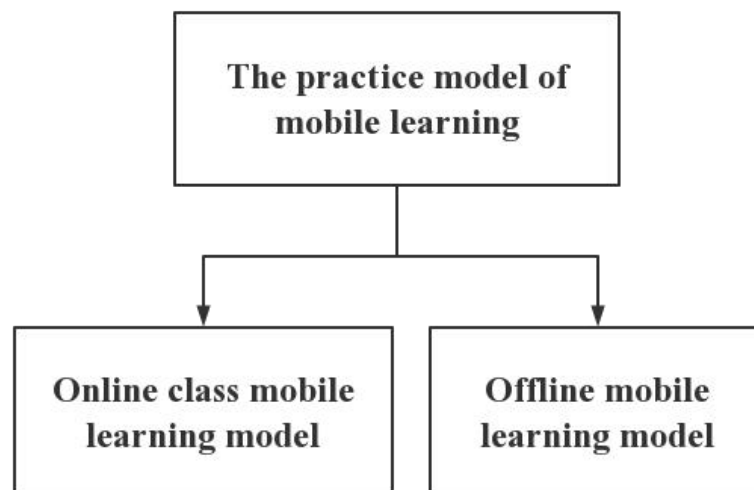 The practice model of
mobile learning
Online class mobile
learning model
Offline mobile
learning model